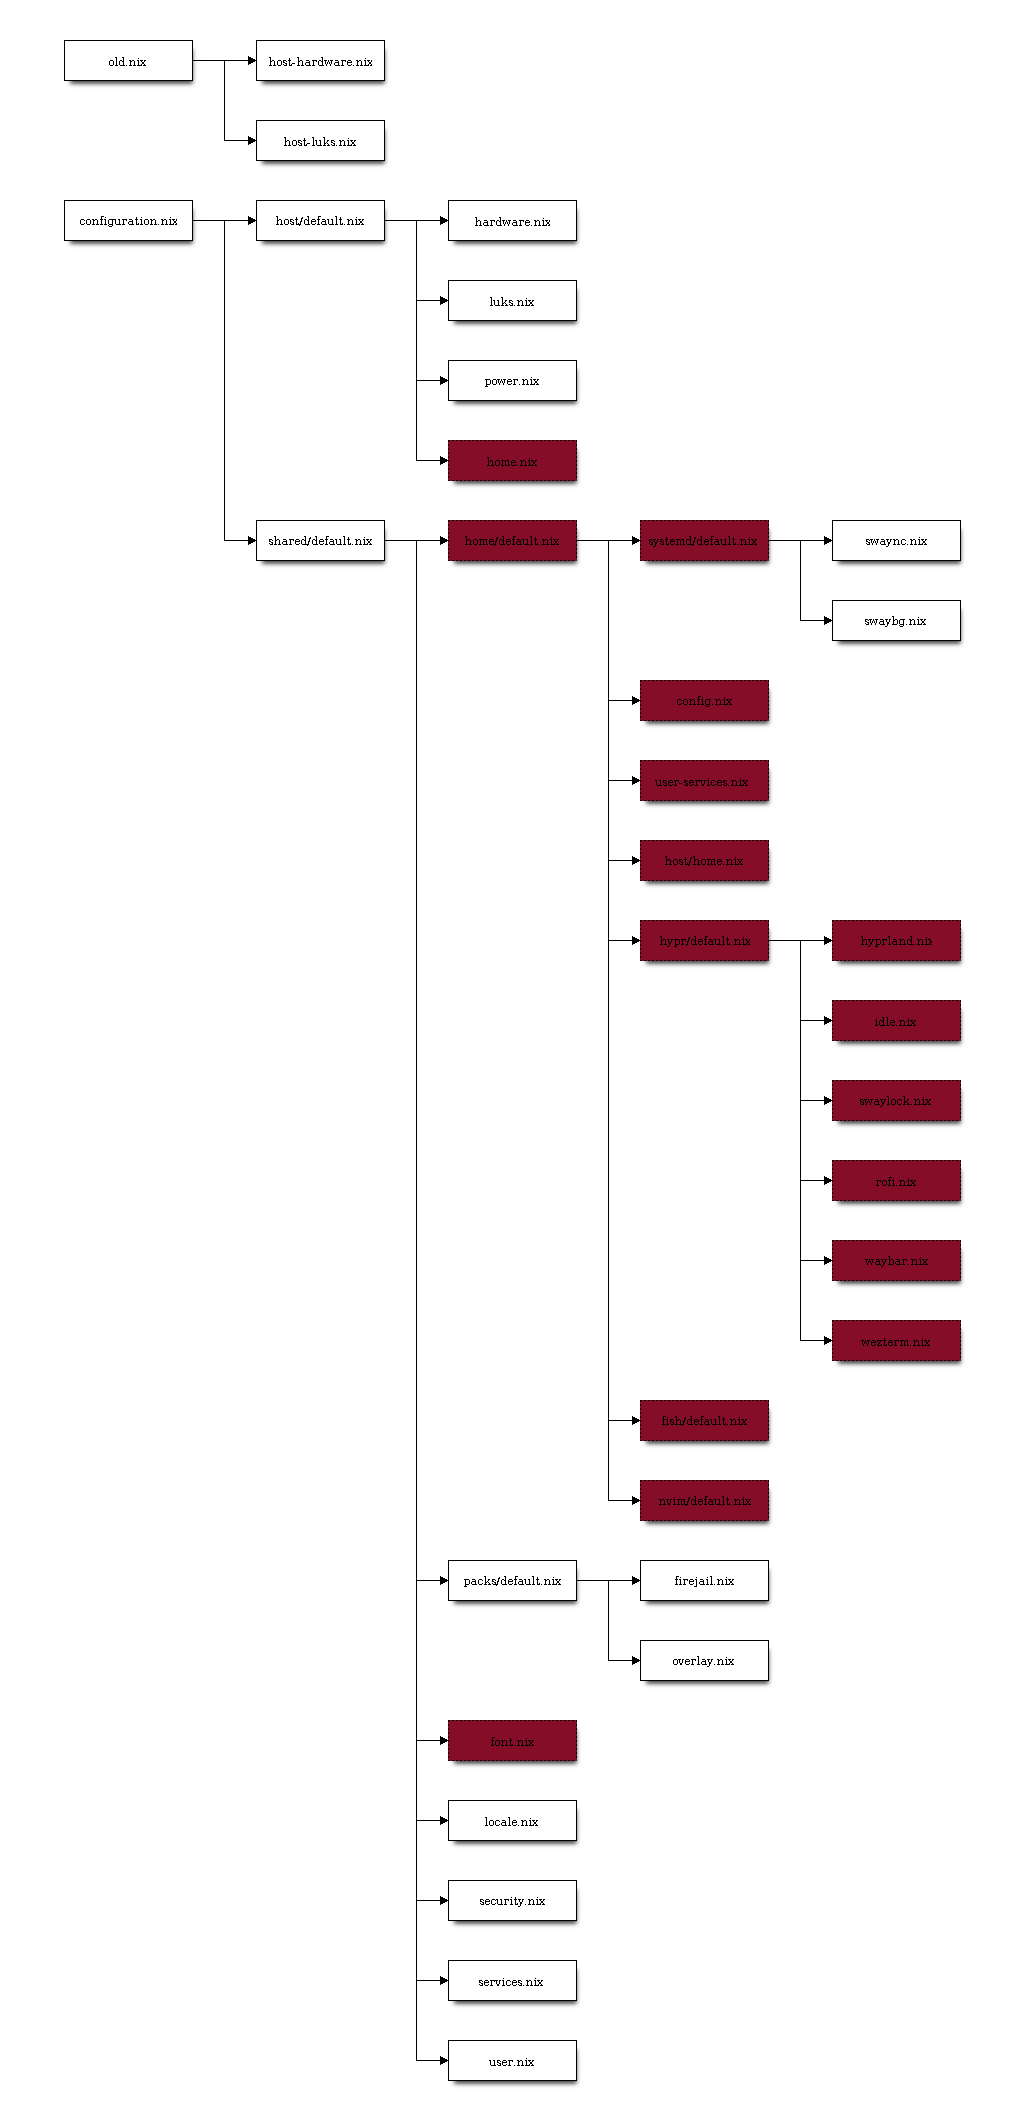 old.nix
host-hardware.nix
host-luks.nix
configuration.nix
host/default.nix
hardware.nix
luks.nix
power.nix
home.nix
shared/default.nix
home/default.nix
systemd/default.nix
swaync.nix
swaybg.nix
config.nix
user-services.nix
host/home.nix
hypr/default.nix
hyprland.nix
idle.nix
swaylock.nix
rofi.nix
waybar.nix
wezterm.nix
fish/default.nix
nvim/default.nix
packs/default.nix
firejail.nix
overlay.nix
font.nix
locale.nix
security.nix
services.nix
user.nix